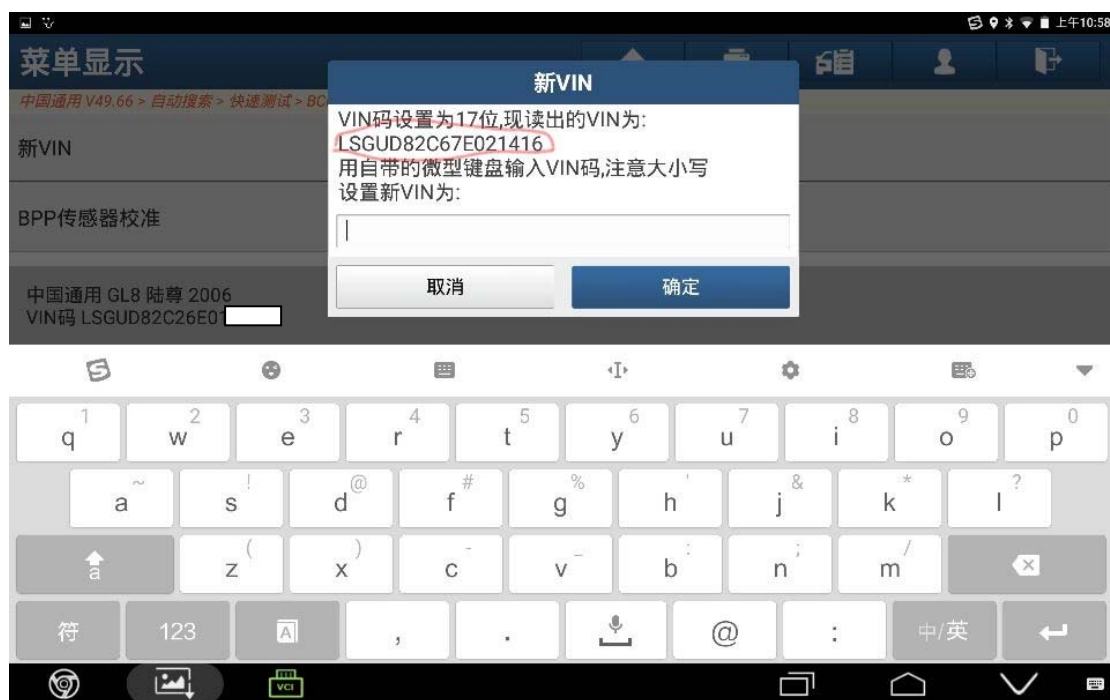 上午10:58
菜单显示
中国通用 V49.66 > 自动搜索 > 快速测试 > BC
新VIN
VIN码设置为17位,现读出的VIN为:
LSGUD82C67E021416
用自带的微型键盘输入VIN码,注意大小写
设置新VIN为:
取消
确定
新VIN
BPP传感器校准
中国通用 GL8 陆尊 2006
VIN码 LSGUD82C26E01
1 2 3 4 5 6 7 8 9 0
q w e r t y u i o p
~ ! @ # % ' & * ?
a s d f g h j k l
( ) - _ : ; /
a z x c v b n m
符 123 A , . @ : 中/英
VCI